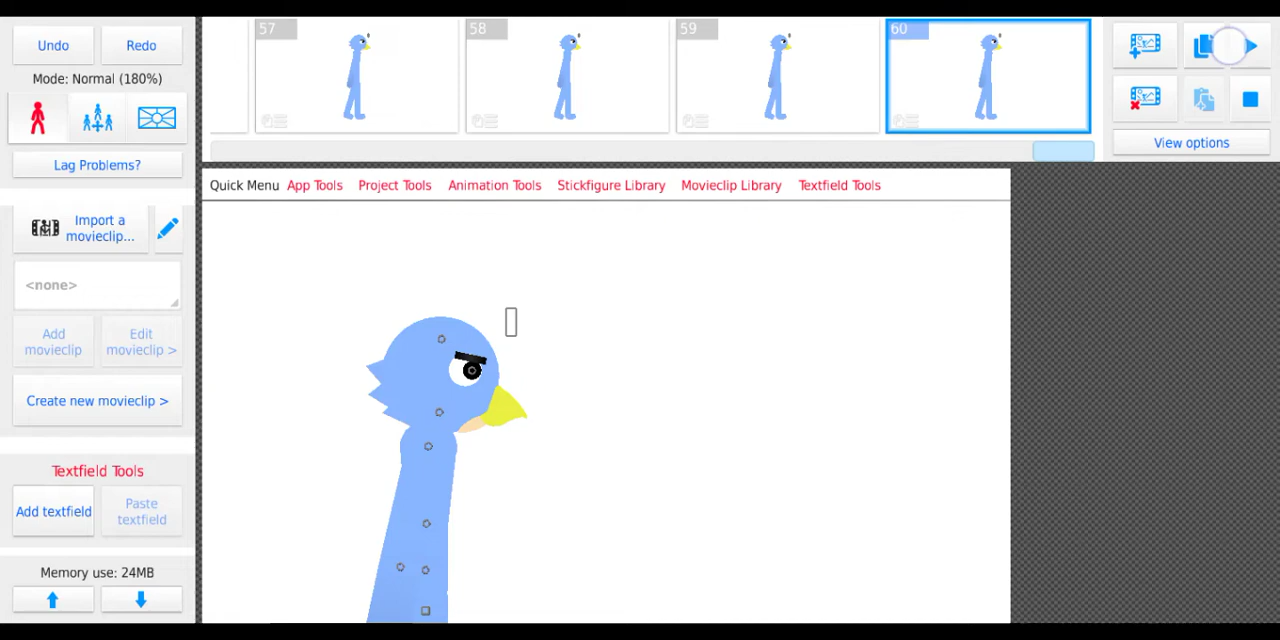 Undo
Redo
57
58
59
60
Mode: Normal (180%)
Lag Problems?
View options
Quick Menu
App Tools
Project Tools
Animation Tools
Stickfigure Library
Movieclip Library
Textfield Tools
Import a
movieclip...
<none>
Add
movieclip
Edit
movieclip >
Create new movieclip >
Textfield Tools
Add textfield
Paste
textfield
Memory use: 24MB